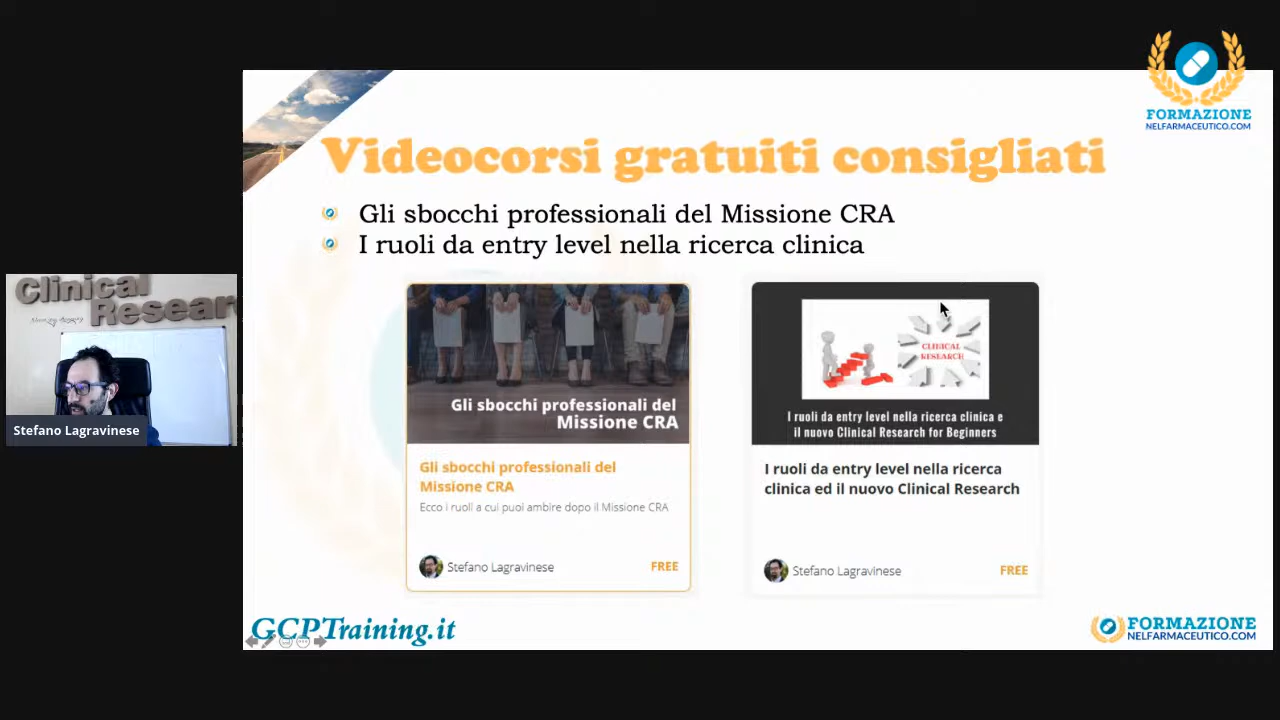 FORMAZIONE
NELFARMACEUTICO.COM
Videocorsi gratuiti consigliati
Gli sbocchi professionali del Missione CRA
I ruoli da entry level nella ricerca clinica
Clinical
Research
Stefano Lagravinese
Gli sbocchi professionali del
Missione CRA
Gli sbocchi professionali del
Missione CRA
Ecco i ruoli a cui puoi ambire dopo il Missione CRA
Stefano Lagravinese
FREE
CLINICAL
RESEARCH
I ruoli da entry level nella ricerca clinica e
il nuovo Clinical Research for Beginners
I ruoli da entry level nella ricerca
clinica ed il nuovo Clinical Research
Stefano Lagravinese
FREE
GCPTraining.it
FORMAZIONE
NELFARMACEUTICO.COM